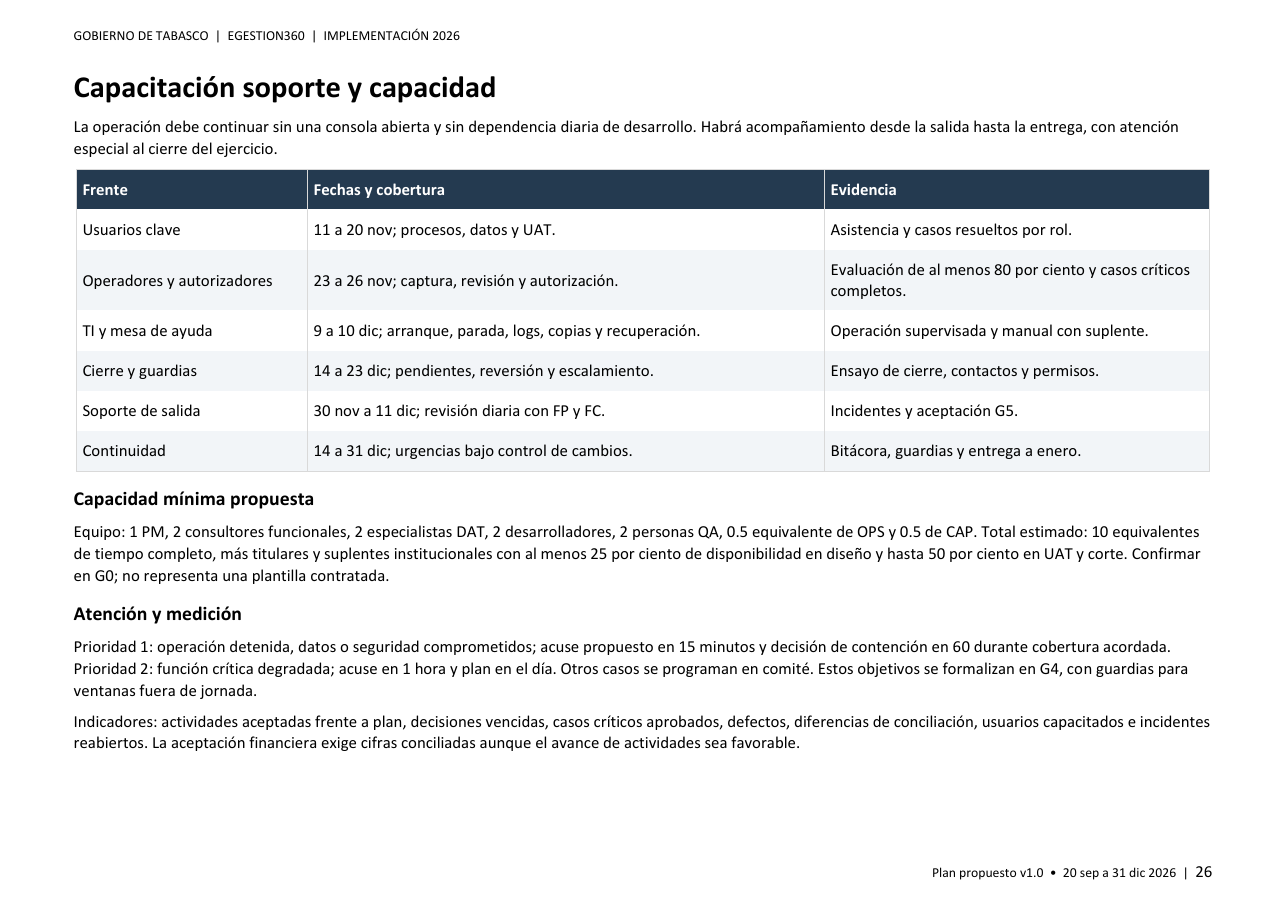 GOBIERNO DE TABASCO | EGESTION360 | IMPLEMENTACIÓN 2026
Capacitación soporte y capacidad
La operación debe continuar sin una consola abierta y sin dependencia diaria de desarrollo. Habrá acompañamiento desde la salida hasta la entrega, con atención
especial al cierre del ejercicio.
Frente Fechas y cobertura Evidencia
Usuarios clave 11 a 20 nov; procesos, datos y UAT. Asistencia y casos resueltos por rol.
Operadores y autorizadores 23 a 26 nov; captura, revisión y autorización. Evaluación de al menos 80 por ciento y casos críticos
completos.
TI y mesa de ayuda 9 a 10 dic; arranque, parada, logs, copias y recuperación. Operación supervisada y manual con suplente.
Cierre y guardias 14 a 23 dic; pendientes, reversión y escalamiento. Ensayo de cierre, contactos y permisos.
Soporte de salida 30 nov a 11 dic; revisión diaria con FP y FC. Incidentes y aceptación G5.
Continuidad 14 a 31 dic; urgencias bajo control de cambios. Bitácora, guardias y entrega a enero.
Capacidad mínima propuesta
Equipo: 1 PM, 2 consultores funcionales, 2 especialistas DAT, 2 desarrolladores, 2 personas QA, 0.5 equivalente de OPS y 0.5 de CAP. Total estimado: 10 equivalentes
de tiempo completo, más titulares y suplentes institucionales con al menos 25 por ciento de disponibilidad en diseño y hasta 50 por ciento en UAT y corte. Confirmar
en G0; no representa una plantilla contratada.
Atención y medición
Prioridad 1: operación detenida, datos o seguridad comprometidos; acuse propuesto en 15 minutos y decisión de contención en 60 durante cobertura acordada.
Prioridad 2: función crítica degradada; acuse en 1 hora y plan en el día. Otros casos se programan en comité. Estos objetivos se formalizan en G4, con guardias para
ventanas fuera de jornada.
Indicadores: actividades aceptadas frente a plan, decisiones vencidas, casos críticos aprobados, defectos, diferencias de conciliación, usuarios capacitados e incidentes
reabiertos. La aceptación financiera exige cifras conciliadas aunque el avance de actividades sea favorable.
Plan propuesto v1.0 • 20 sep a 31 dic 2026 | 26